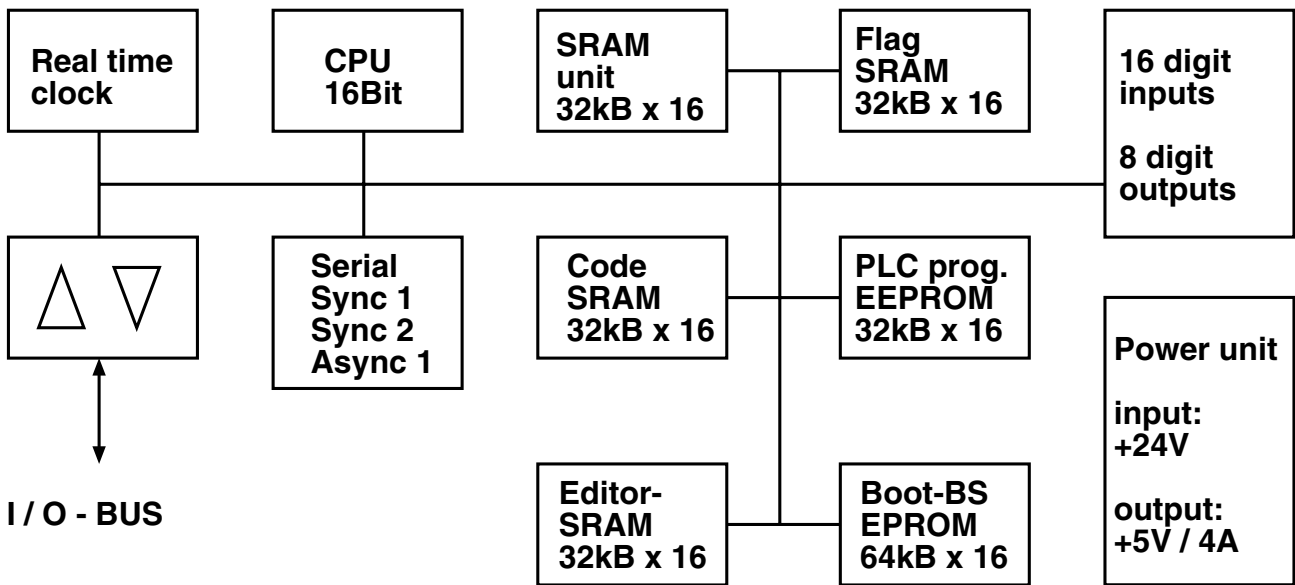 Real time
clock
CPU
16Bit
SRAM
unit
32kB x 16
Flag
SRAM
32kB x 16
16 digit
inputs
8 digit
outputs
Serial
Sync 1
Sync 2
Async 1
Code
SRAM
32kB x 16
PLC prog.
EEPROM
32kB x 16
Power unit
input:
+24V
output:
+5V / 4A
I / O - BUS
Editor-
SRAM
32kB x 16
Boot-BS
EPROM
64kB x 16